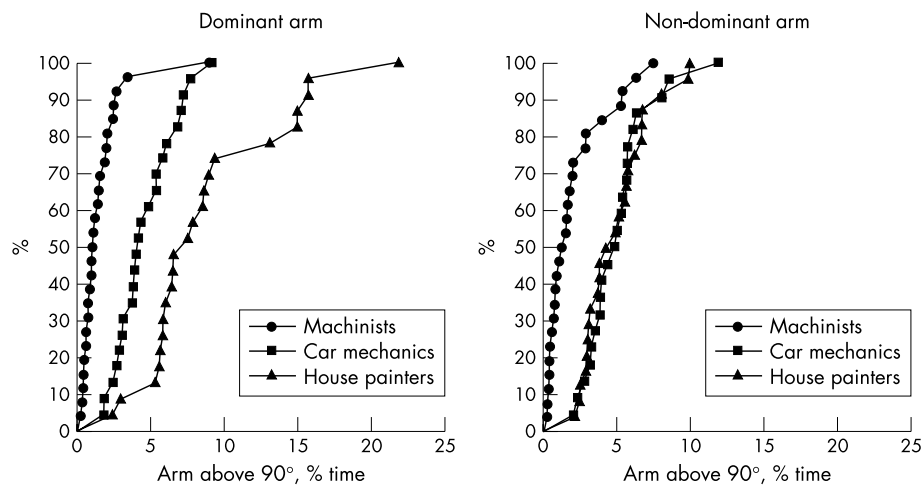 Dominant arm
100
90
80
70
60
50
40
30
20
10
0
%
0 5 10 15 20 25
Arm above 90°, % time
Machinists
Car mechanics
House painters
Non-dominant arm
100
90
80
70
60
50
40
30
20
10
0
%
0 5 10 15 20 25
Arm above 90°, % time
Machinists
Car mechanics
House painters